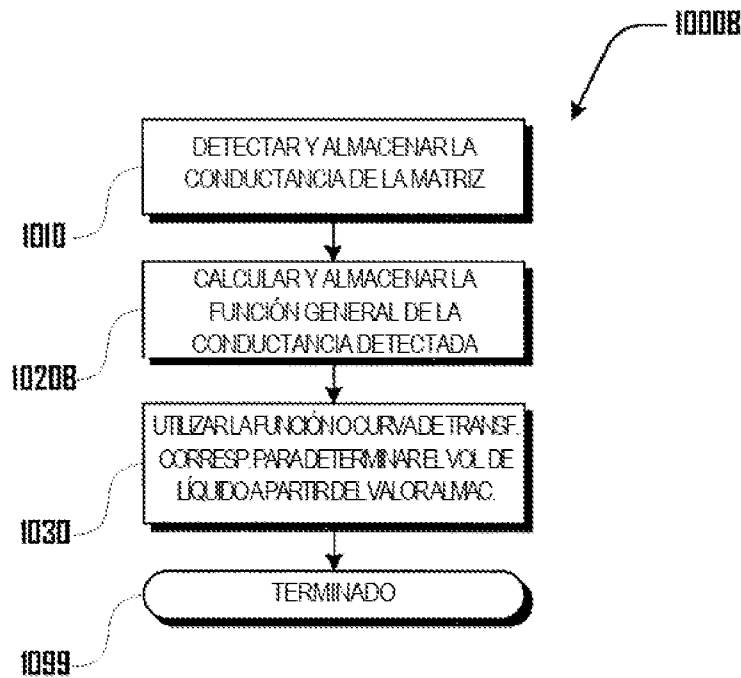 1000B
DETECTAR Y ALMACENAR LA
CONDUCTANCIA DE LA MATRIZ
1010
CALCULAR Y ALMACENAR LA
FUNCIÓN GENERAL DE LA
CONDUCTANCIA DETECTADA
1020B
UTILIZAR LA FUNCIÓN O CURVA DE TRANSF.
CORRESP. PARA DETERMINAR EL VOL DE
LÍQUIDO A PARTIR DEL VALOR ALMAC.
1030
TERMINADO
1099